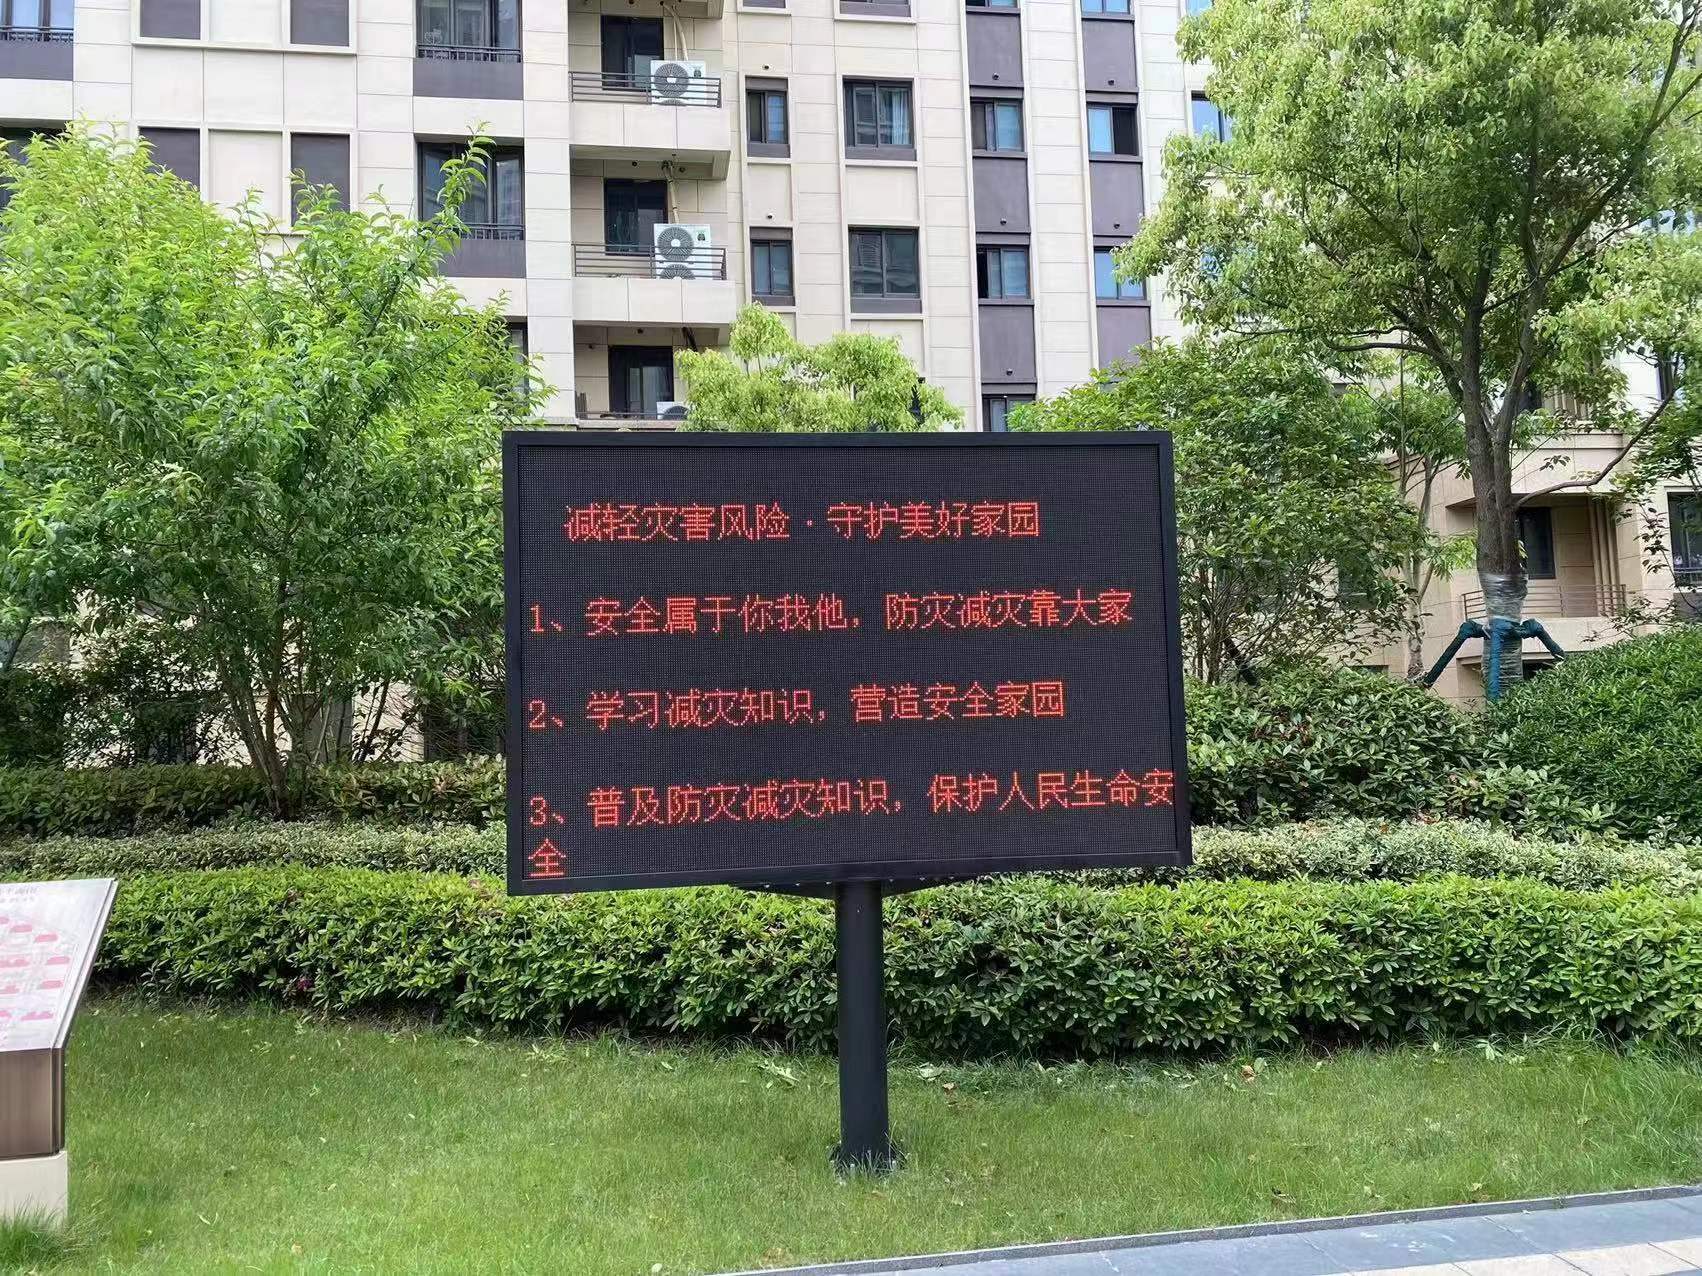 减轻灾害风险·守护美好家园
1、安全属于你我他，防灾减灾靠大家
2、学习减灾知识，营造安全家园
3、普及防灾减灾知识，保护人民生命安
全